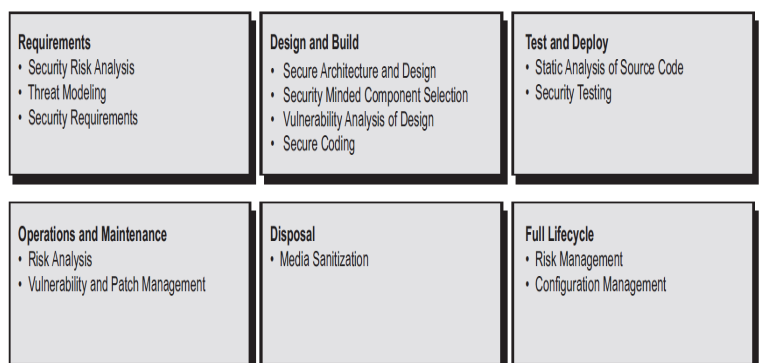 Requirements
• Security Risk Analysis
• Threat Modeling
• Security Requirements
Design and Build
• Secure Architecture and Design
• Security Minded Component Selection
• Vulnerability Analysis of Design
• Secure Coding
Test and Deploy
• Static Analysis of Source Code
• Security Testing
Operations and Maintenance
• Risk Analysis
• Vulnerability and Patch Management
Disposal
• Media Sanitization
Full Lifecycle
• Risk Management
• Configuration Management